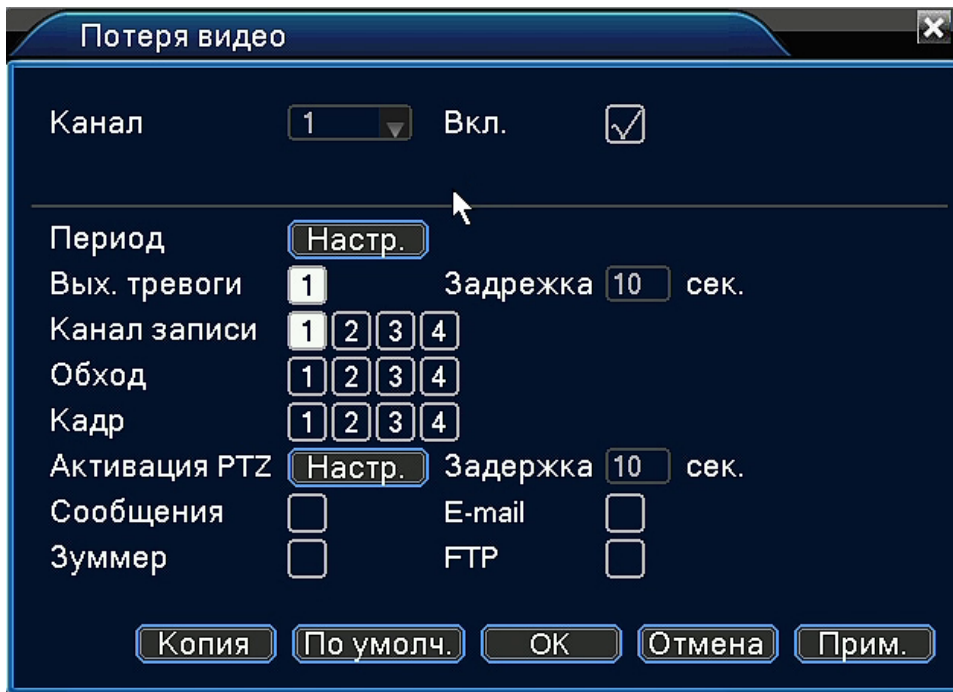 Потеря видео
Канал 1 Вкл.
Период Настр.
Вых. тревоги 1 Задрежка 10 сек.
Канал записи 1 2 3 4
Обход 1 2 3 4
Кадр 1 2 3 4
Активация PTZ Настр. Задержка 10 сек.
Сообщения E-mail
Зуммер FTP
Копия По умолч. OK Отмена Прим.